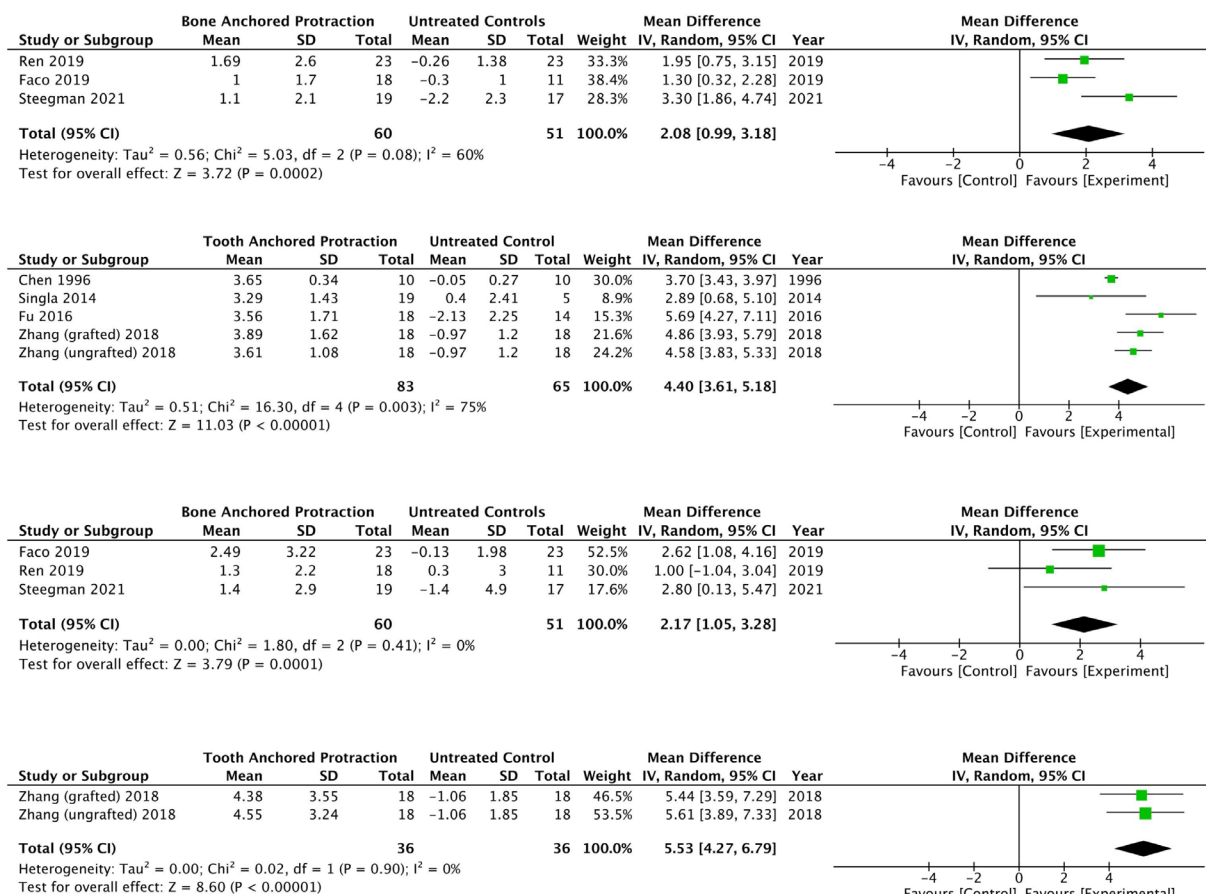 Bone Anchored Protraction Untreated Controls Mean Difference Mean Difference
Study or Subgroup Mean SD Total Mean SD Total Weight IV, Random, 95% CI Year IV, Random, 95% CI
Ren 2019 1.69 2.6 23 −0.26 1.38 23 33.3% 1.95 [0.75, 3.15] 2019
Faco 2019 1 1.7 18 −0.3 1 11 38.4% 1.30 [0.32, 2.28] 2019
Steegman 2021 1.1 2.1 19 −2.2 2.3 17 28.3% 3.30 [1.86, 4.74] 2021
Total (95% CI) 60 51 100.0% 2.08 [0.99, 3.18]
Heterogeneity: Tau² = 0.56; Chi² = 5.03, df = 2 (P = 0.08); I² = 60%
Test for overall effect: Z = 3.72 (P = 0.0002)
−4 −2 0 2 4
Favours [Control] Favours [Experiment]
Tooth Anchored Protraction Untreated Control Mean Difference Mean Difference
Study or Subgroup Mean SD Total Mean SD Total Weight IV, Random, 95% CI Year IV, Random, 95% CI
Chen 1996 3.65 0.34 10 −0.05 0.27 10 30.0% 3.70 [3.43, 3.97] 1996
Singla 2014 3.29 1.43 19 0.4 2.41 5 8.9% 2.89 [0.68, 5.10] 2014
Fu 2016 3.56 1.71 18 −2.13 2.25 14 15.3% 5.69 [4.27, 7.11] 2016
Zhang (grafted) 2018 3.89 1.62 18 −0.97 1.2 18 21.6% 4.86 [3.93, 5.79] 2018
Zhang (ungrafted) 2018 3.61 1.08 18 −0.97 1.2 18 24.2% 4.58 [3.83, 5.33] 2018
Total (95% CI) 83 65 100.0% 4.40 [3.61, 5.18]
Heterogeneity: Tau² = 0.51; Chi² = 16.30, df = 4 (P = 0.003); I² = 75%
Test for overall effect: Z = 11.03 (P < 0.00001)
−4 −2 0 2 4
Favours [Control] Favours [Experimental]
Bone Anchored Protraction Untreated Controls Mean Difference Mean Difference
Study or Subgroup Mean SD Total Mean SD Total Weight IV, Random, 95% CI Year IV, Random, 95% CI
Faco 2019 2.49 3.22 23 −0.13 1.98 23 52.5% 2.62 [1.08, 4.16] 2019
Ren 2019 1.3 2.2 18 0.3 3 11 30.0% 1.00 [−1.04, 3.04] 2019
Steegman 2021 1.4 2.9 19 −1.4 4.9 17 17.6% 2.80 [0.13, 5.47] 2021
Total (95% CI) 60 51 100.0% 2.17 [1.05, 3.28]
Heterogeneity: Tau² = 0.00; Chi² = 1.80, df = 2 (P = 0.41); I² = 0%
Test for overall effect: Z = 3.79 (P = 0.0001)
−4 −2 0 2 4
Favours [Control] Favours [Experiment]
Tooth Anchored Protraction Untreated Control Mean Difference Mean Difference
Study or Subgroup Mean SD Total Mean SD Total Weight IV, Random, 95% CI Year IV, Random, 95% CI
Zhang (grafted) 2018 4.38 3.55 18 −1.06 1.85 18 46.5% 5.44 [3.59, 7.29] 2018
Zhang (ungrafted) 2018 4.55 3.24 18 −1.06 1.85 18 53.5% 5.61 [3.89, 7.33] 2018
Total (95% CI) 36 36 100.0% 5.53 [4.27, 6.79]
Heterogeneity: Tau² = 0.00; Chi² = 0.02, df = 1 (P = 0.90); I² = 0%
Test for overall effect: Z = 8.60 (P < 0.00001)
−4 −2 0 2 4
Favours [Control] Favours [Experimental]